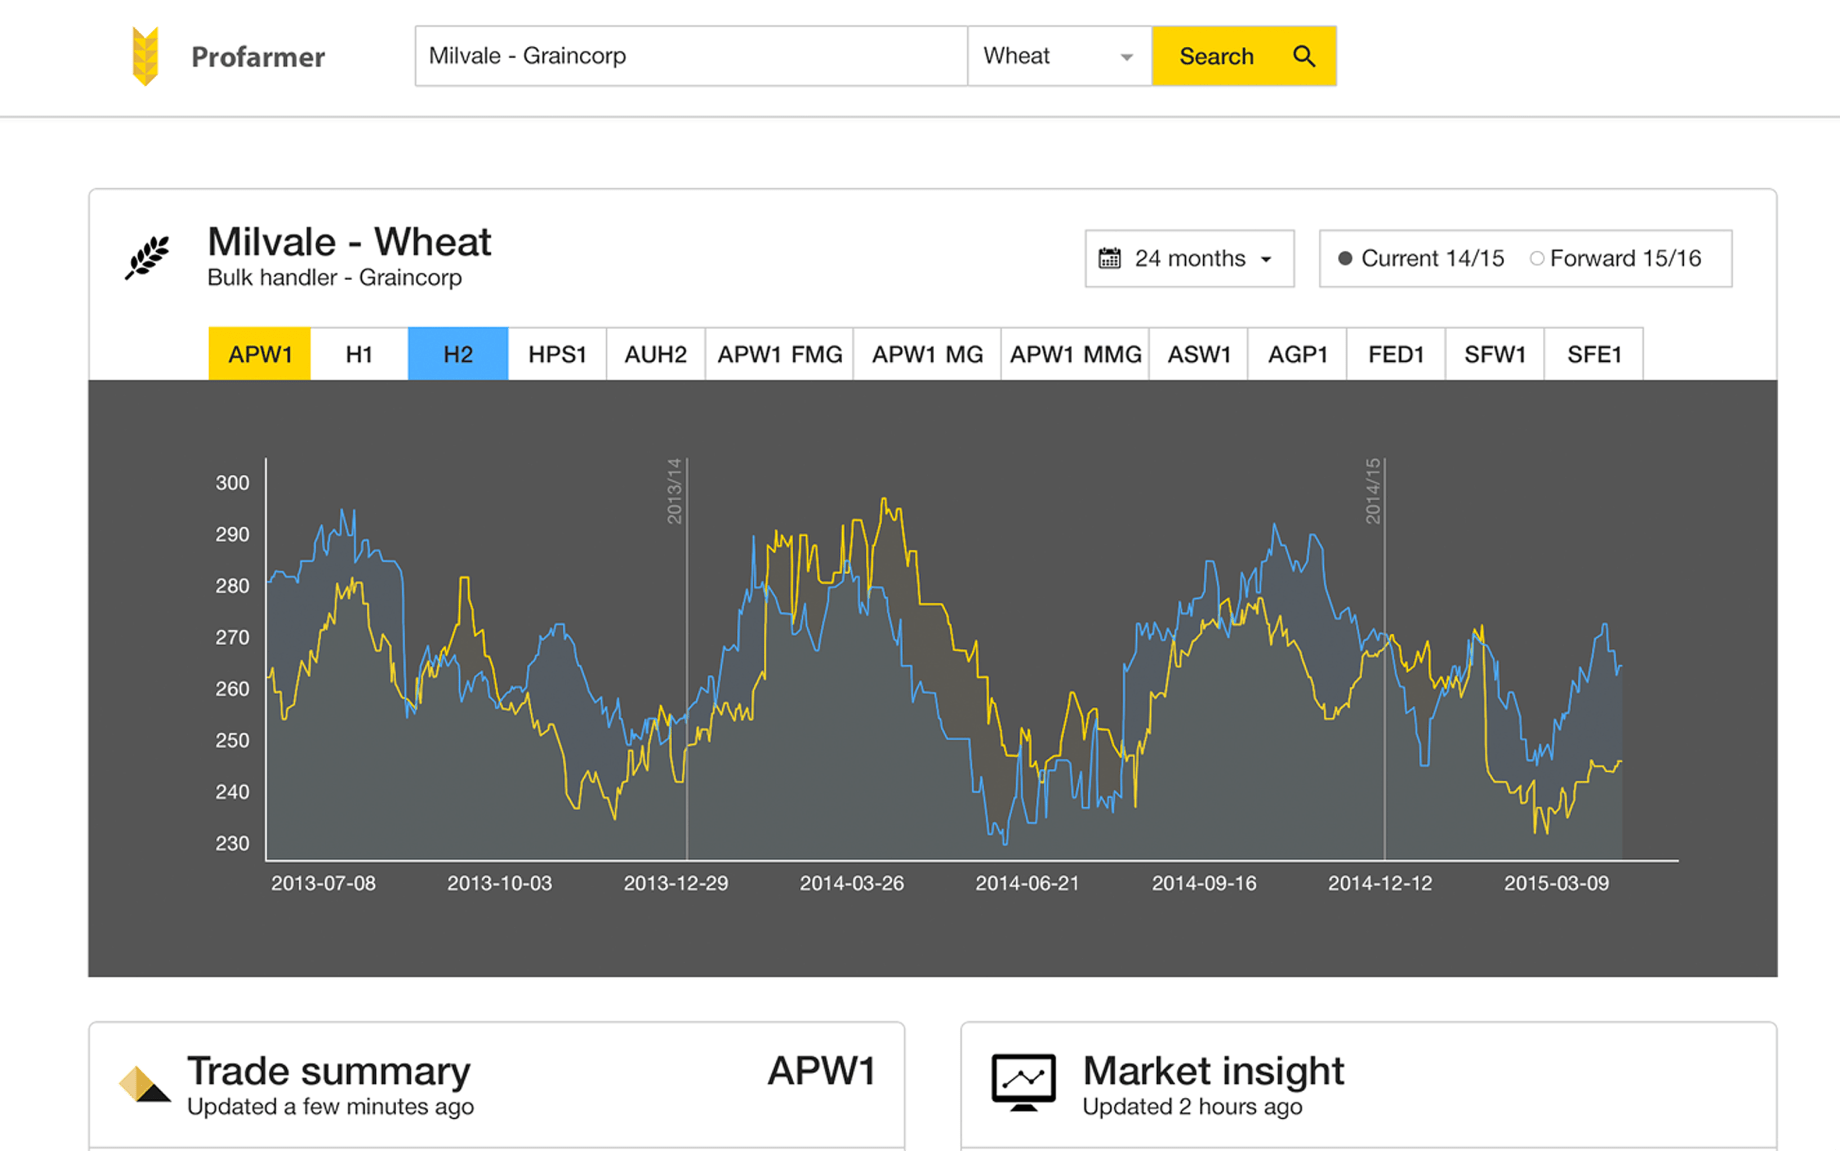 Profarmer
Milvale - Graincorp
Wheat
Search
Milvale - Wheat
Bulk handler - Graincorp
24 months
Current 14/15
Forward 15/16
APW1 H1 H2 HPS1 AUH2 APW1 FMG APW1 MG APW1 MMG ASW1 AGP1 FED1 SFW1 SFE1
300
290
280
270
260
250
240
230
2013/14
2014/15
2013-07-08 2013-10-03 2013-12-29 2014-03-26 2014-06-21 2014-09-16 2014-12-12 2015-03-09
Trade summary
Updated a few minutes ago
APW1
Market insight
Updated 2 hours ago